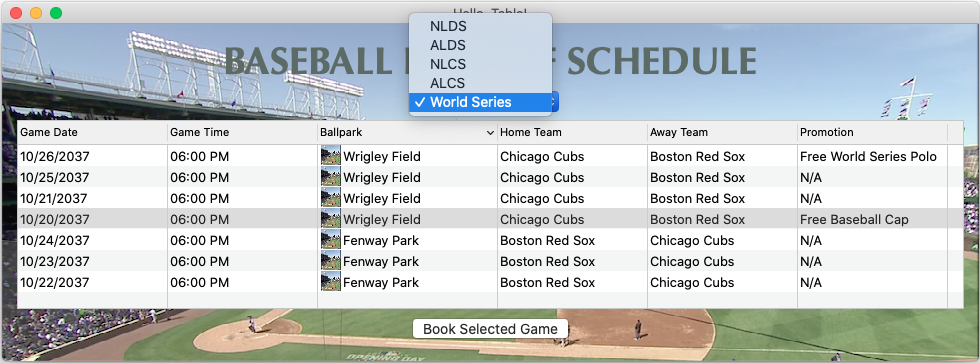 Hello, Table!
NLDS
ALDS
NLCS
ALCS
✓ World Series
BASEBALL SCHEDULE
Game Date Game Time Ballpark Home Team Away Team Promotion
10/26/2037 06:00 PM Wrigley Field Chicago Cubs Boston Red Sox Free World Series Polo
10/25/2037 06:00 PM Wrigley Field Chicago Cubs Boston Red Sox N/A
10/21/2037 06:00 PM Wrigley Field Chicago Cubs Boston Red Sox N/A
10/20/2037 06:00 PM Wrigley Field Chicago Cubs Boston Red Sox Free Baseball Cap
10/24/2037 06:00 PM Fenway Park Boston Red Sox Chicago Cubs N/A
10/23/2037 06:00 PM Fenway Park Boston Red Sox Chicago Cubs N/A
10/22/2037 06:00 PM Fenway Park Boston Red Sox Chicago Cubs N/A
Book Selected Game
OPENING DAY